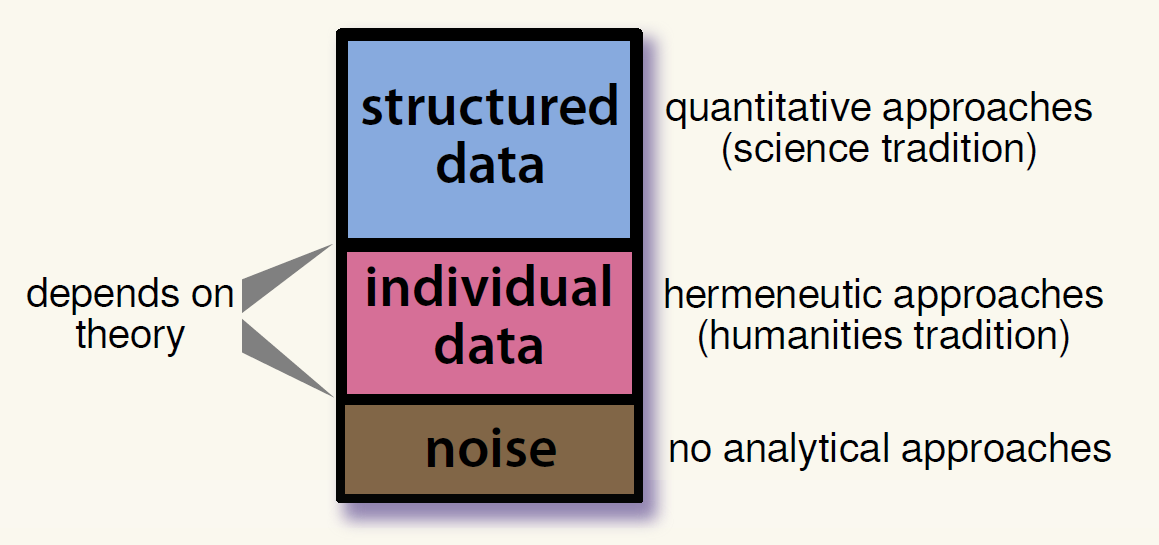 structured
data
quantitative approaches
(science tradition)
depends on
theory
individual
data
hermeneutic approaches
(humanities tradition)
noise
no analytical approaches